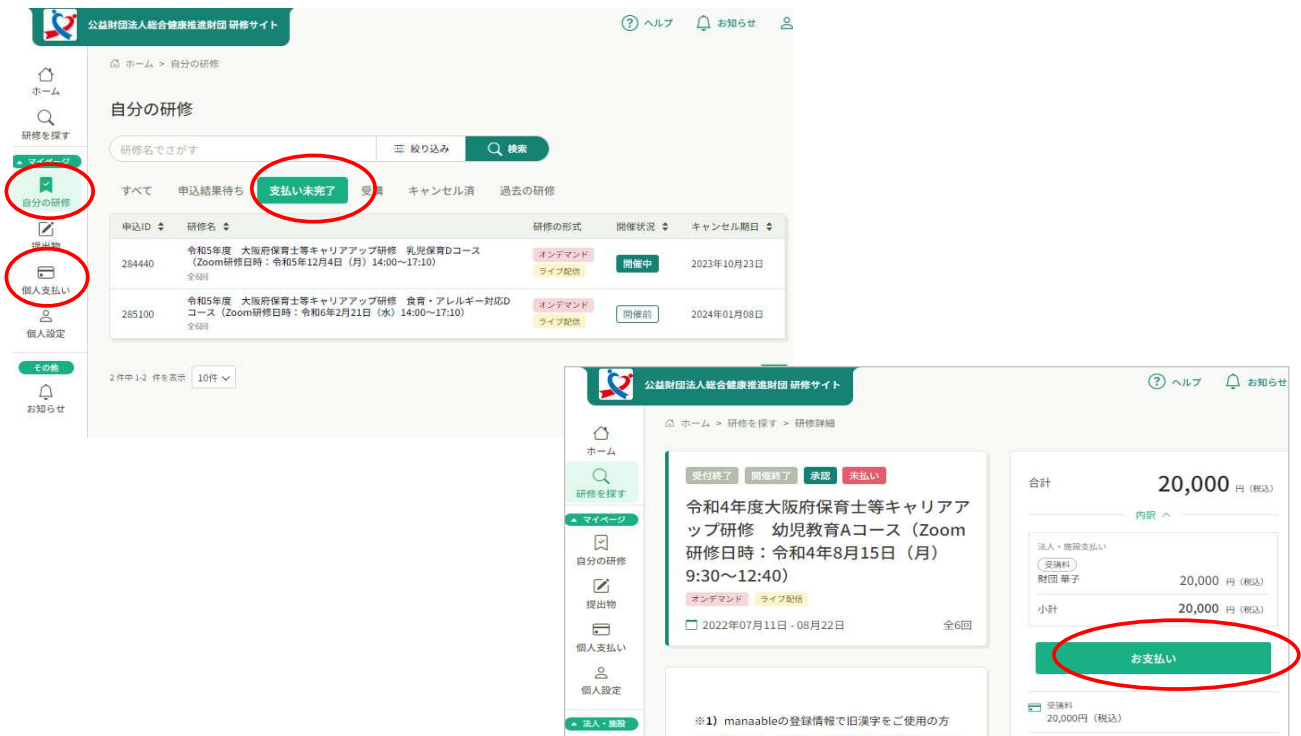 公益財団法人総合健康推進財団 研修サイト
ヘルプ
お知らせ
ホーム > 自分の研修
ホーム
研修を探す
マイページ
自分の研修
提出物
個人支払い
個人設定
その他
お知らせ
自分の研修
研修名でさがす
絞り込み
検索
すべて
申込結果待ち
支払い未完了
受講
キャンセル済
過去の研修
申込ID 研修名 研修の形式 開催状況 キャンセル期日
284440
令和5年度 大阪府保育士等キャリアアップ研修 乳児保育Dコース
(Zoom研修日時:令和5年12月4日(月)14:00~17:10)
全6回
オンデマンド
ライブ配信
開催中
2023年10月23日
285100
令和5年度 大阪府保育士等キャリアアップ研修 食育・アレルギー対応D
コース(Zoom研修日時:令和6年2月21日(水)14:00~17:10)
全6回
オンデマンド
ライブ配信
開催前
2024年01月08日
2件中1-2 件を表示 10件
公益財団法人総合健康推進財団 研修サイト
ヘルプ
お知らせ
ホーム > 研修を探す > 研修詳細
ホーム
研修を探す
マイページ
自分の研修
提出物
個人支払い
個人設定
法人・施設
受付終了 開催終了 承認 未払い
令和4年度大阪府保育士等キャリアア
ップ研修 幼児教育Aコース(Zoom
研修日時:令和4年8月15日(月)
9:30~12:40)
オンデマンド ライブ配信
2022年07月11日 - 08月22日 全6回
※1)manaableの登録情報で旧漢字をご使用の方
合計 20,000 円(税込)
内訳
法人・施設支払い
受講料
財団 華子 20,000 円(税込)
小計 20,000 円(税込)
お支払い
受講料
20,000円(税込)